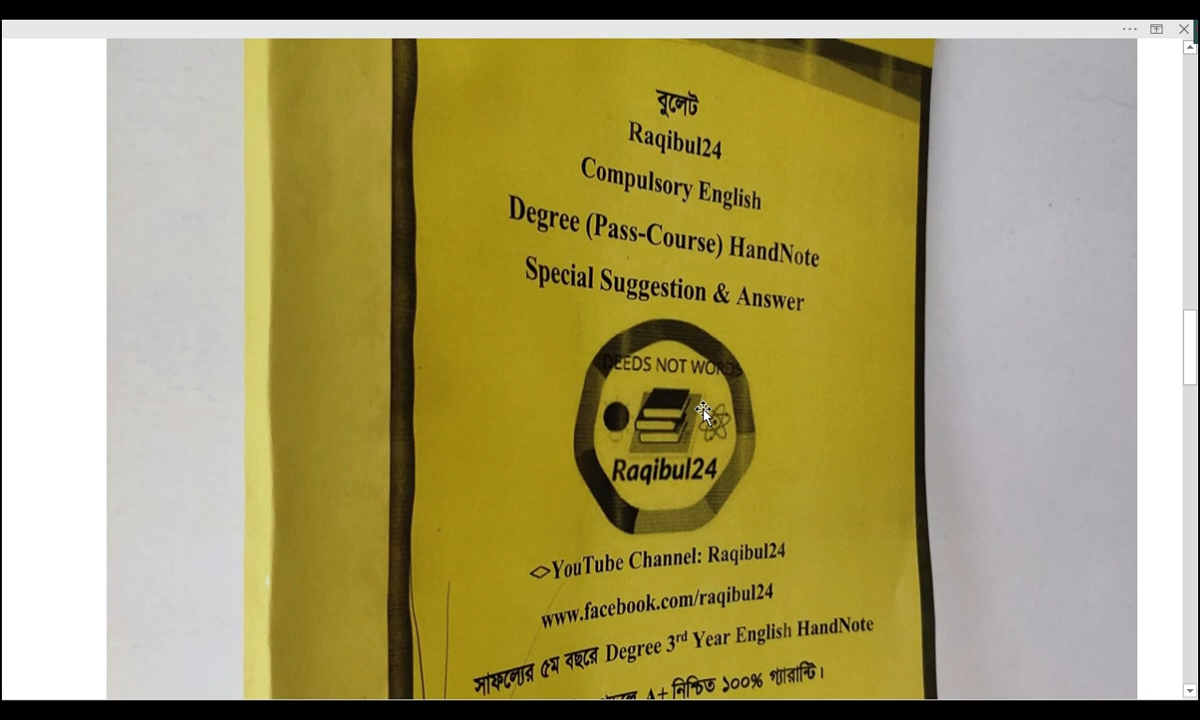 বুলেট
Raqibul24
Compulsory English
Degree (Pass-Course) HandNote
Special Suggestion & Answer
DEEDS NOT WORDS
Raqibul24
◇YouTube Channel: Raqibul24
www.facebook.com/raqibul24
সাফল্যের ৫ম বছরে Degree 3rd Year English HandNote
A+ নিশ্চিত ১০০% গ্যারান্টি।